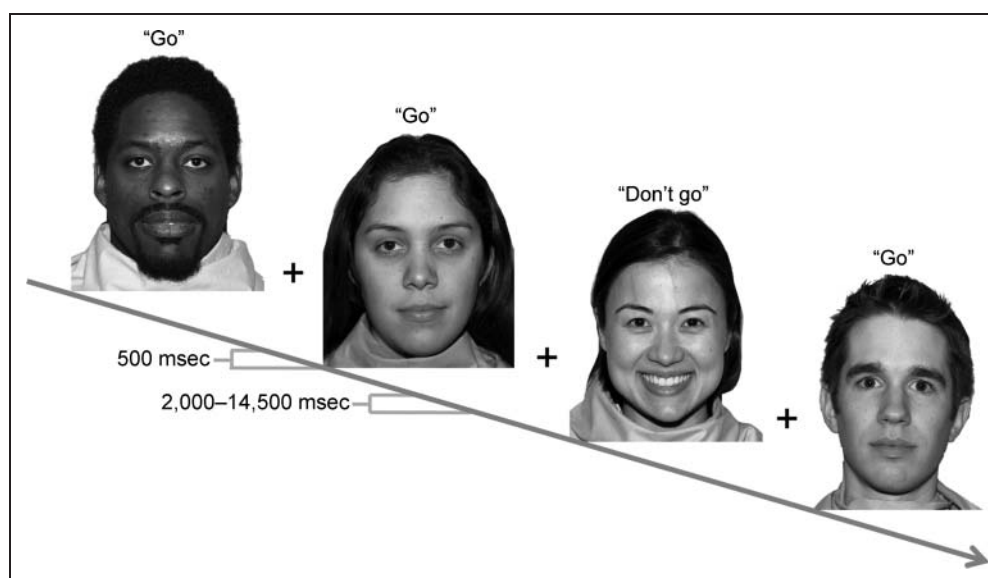 “Go”
“Go”
“Don’t go”
“Go”
+
+
+
500 msec
2,000–14,500 msec